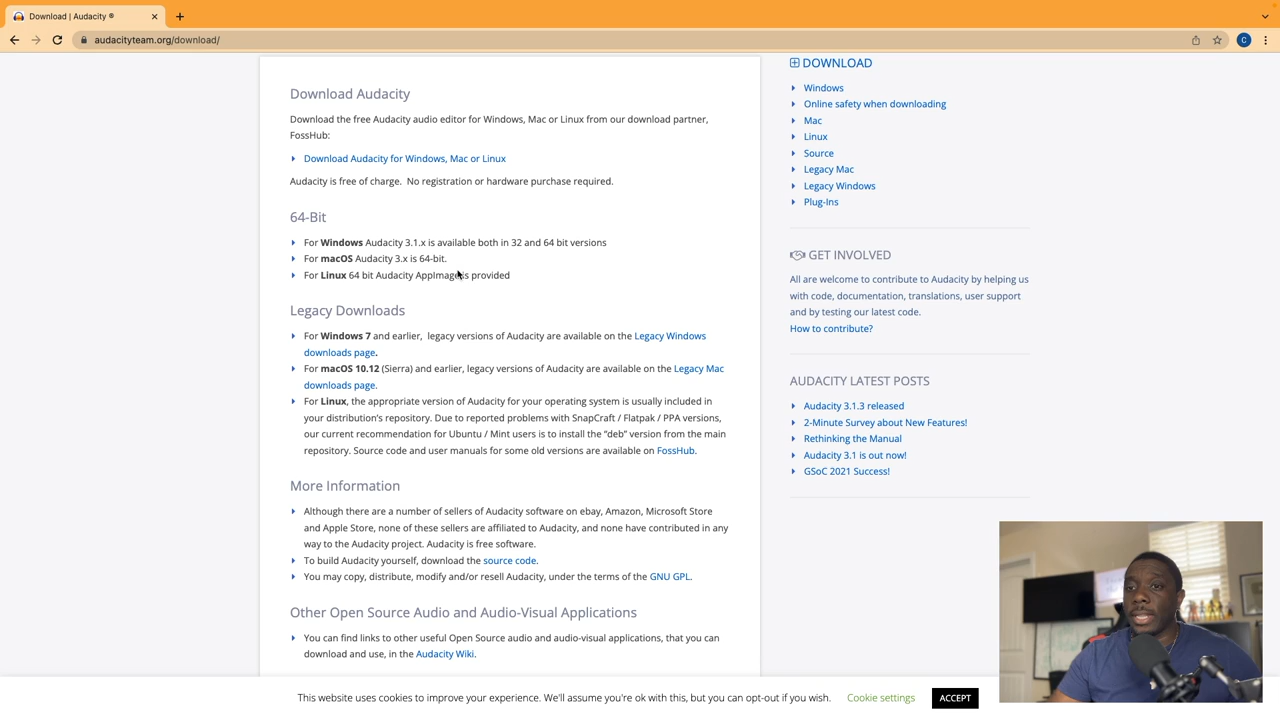 Download | Audacity ®
audacityteam.org/download/
C
Download Audacity
Download the free Audacity audio editor for Windows, Mac or Linux from our download partner,
FossHub:
Download Audacity for Windows, Mac or Linux
Audacity is free of charge.  No registration or hardware purchase required.
64-Bit
For Windows Audacity 3.1.x is available both in 32 and 64 bit versions
For macOS Audacity 3.x is 64-bit.
For Linux 64 bit Audacity AppImage is provided
Legacy Downloads
For Windows 7 and earlier,  legacy versions of Audacity are available on the Legacy Windows
downloads page.
For macOS 10.12 (Sierra) and earlier, legacy versions of Audacity are available on the Legacy Mac
downloads page.
For Linux, the appropriate version of Audacity for your operating system is usually included in
your distribution's repository. Due to reported problems with SnapCraft / Flatpak / PPA versions,
our current recommendation for Ubuntu / Mint users is to install the "deb" version from the main
repository. Source code and user manuals for some old versions are available on FossHub.
More Information
Although there are a number of sellers of Audacity software on ebay, Amazon, Microsoft Store
and Apple Store, none of these sellers are affiliated to Audacity, and none have contributed in any
way to the Audacity project. Audacity is free software.
To build Audacity yourself, download the source code.
You may copy, distribute, modify and/or resell Audacity, under the terms of the GNU GPL.
Other Open Source Audio and Audio-Visual Applications
You can find links to other useful Open Source audio and audio-visual applications, that you can
download and use, in the Audacity Wiki.
DOWNLOAD
Windows
Online safety when downloading
Mac
Linux
Source
Legacy Mac
Legacy Windows
Plug-Ins
GET INVOLVED
All are welcome to contribute to Audacity by helping us
with code, documentation, translations, user support
and by testing our latest code.
How to contribute?
AUDACITY LATEST POSTS
Audacity 3.1.3 released
2-Minute Survey about New Features!
Rethinking the Manual
Audacity 3.1 is out now!
GSoC 2021 Success!
This website uses cookies to improve your experience. We'll assume you're ok with this, but you can opt-out if you wish.
Cookie settings
ACCEPT